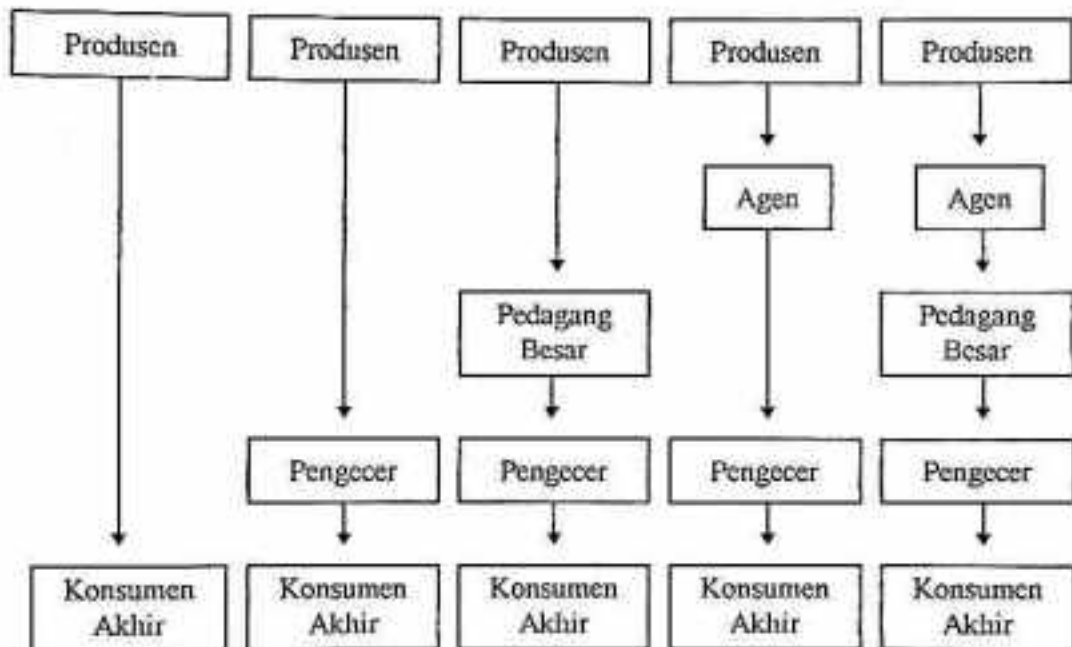 Produsen
Produsen
Produsen
Produsen
Produsen
Agen
Agen
Pedagang
Besar
Pedagang
Besar
Pengecer
Pengecer
Pengecer
Pengecer
Konsumen
Akhir
Konsumen
Akhir
Konsumen
Akhir
Konsumen
Akhir
Konsumen
Akhir